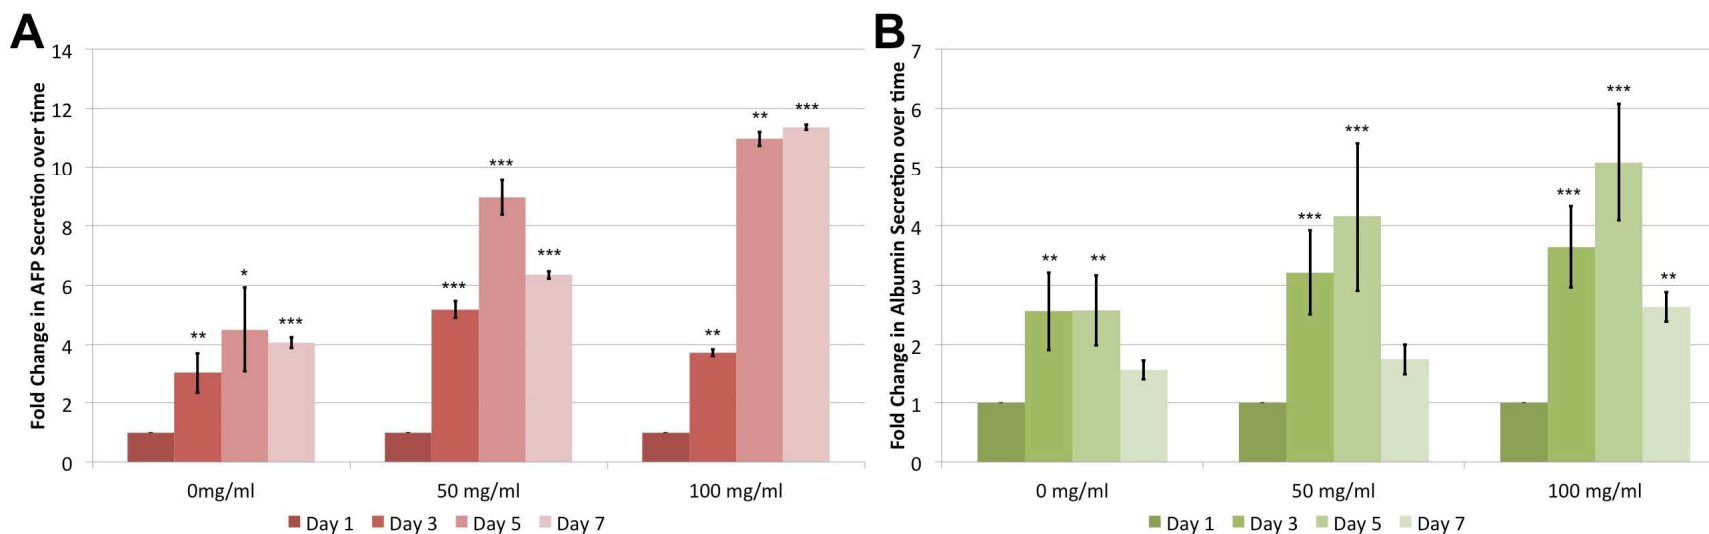 A
Fold Change in AFP Secretion over time
14
12
10
8
6
4
2
0
**
*
***
***
***
***
**
**
***
0mg/ml
50 mg/ml
100 mg/ml
Day 1
Day 3
Day 5
Day 7
B
Fold Change in Albumin Secretion over time
7
6
5
4
3
2
1
0
**
**
***
***
***
***
**
0 mg/ml
50 mg/ml
100 mg/ml
Day 1
Day 3
Day 5
Day 7